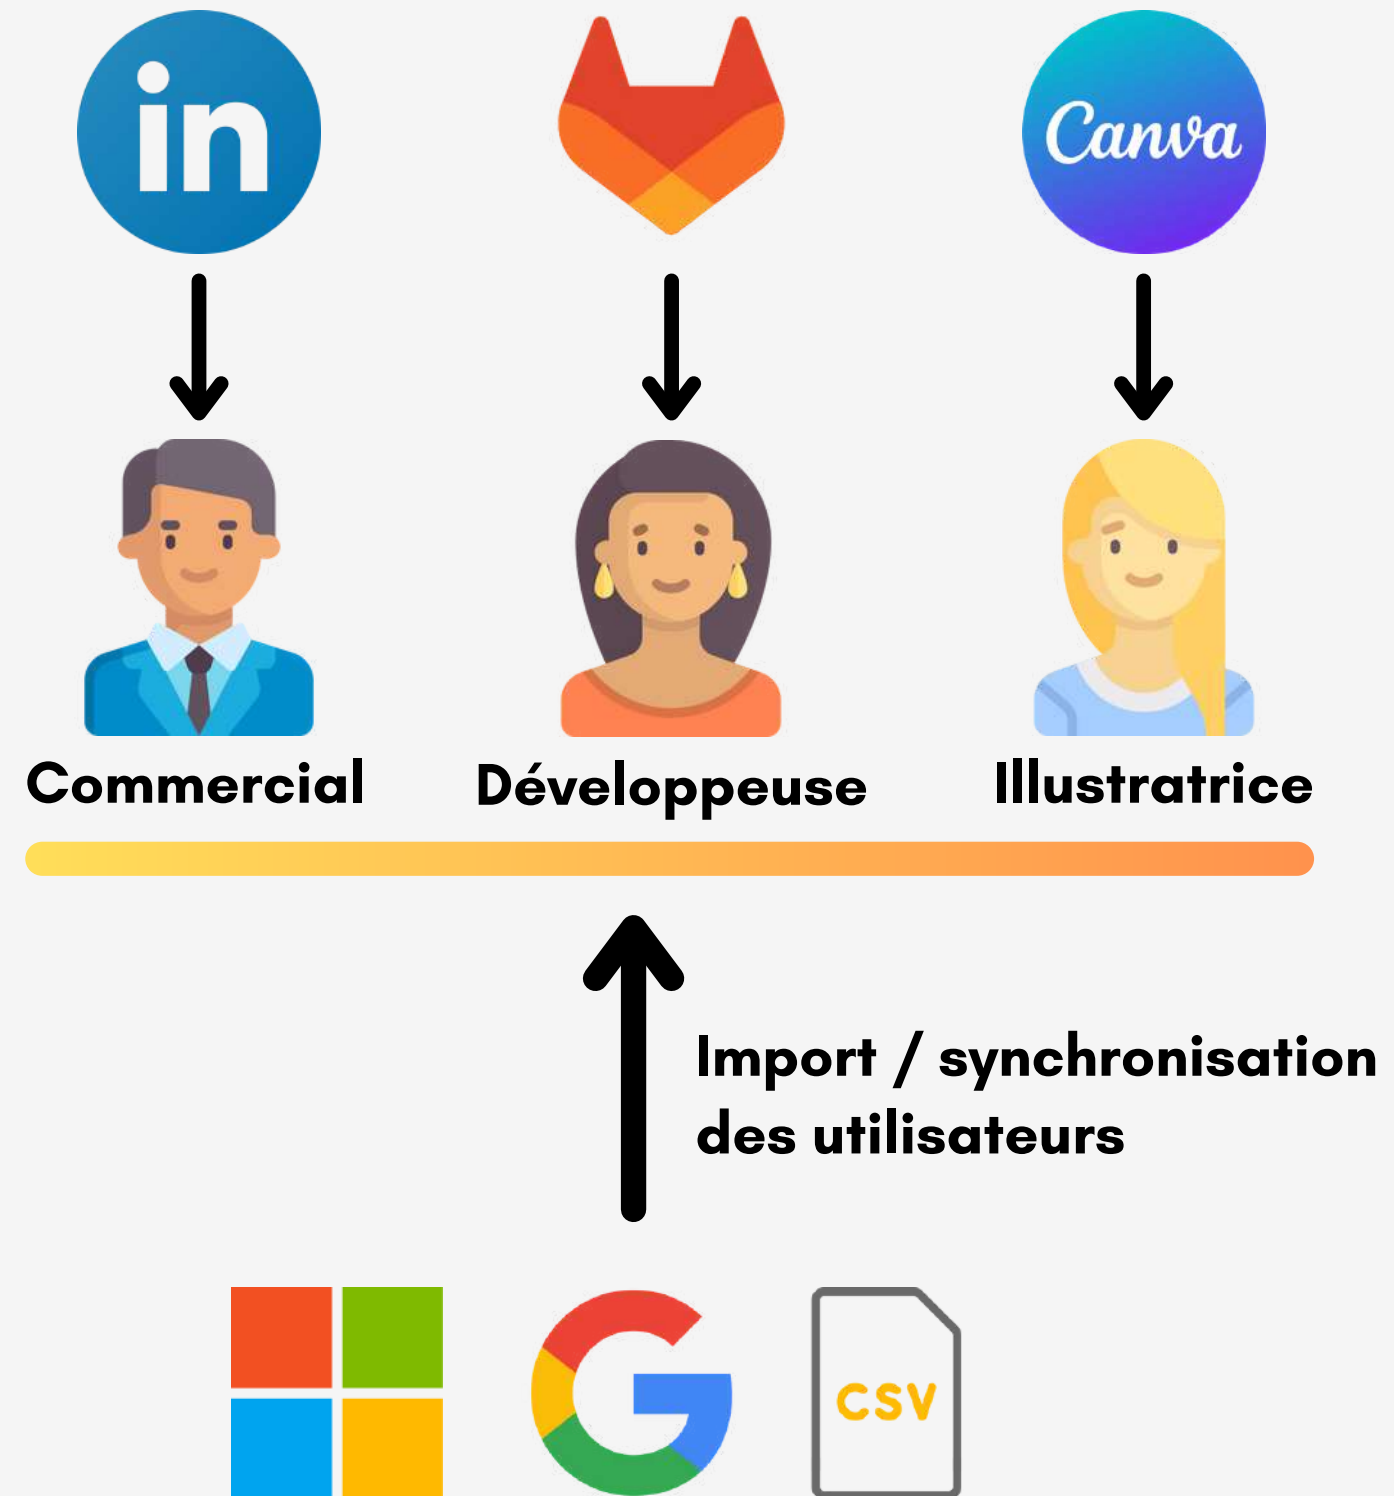 in
Canva
Commercial
Développeuse
Illustratrice
Import / synchronisation
des utilisateurs
CSV